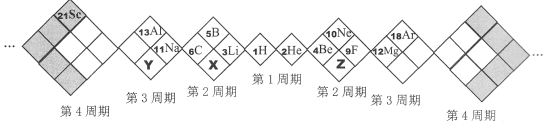 21Sc
13Al
11Na
Y
5B
6C
3Li
X
1H
2He
10Ne
4Be
9F
Z
18Ar
12Mg
...
...
第 4 周期
第 3 周期
第 2 周期
第 1 周期
第 2 周期
第 3 周期
第 4 周期